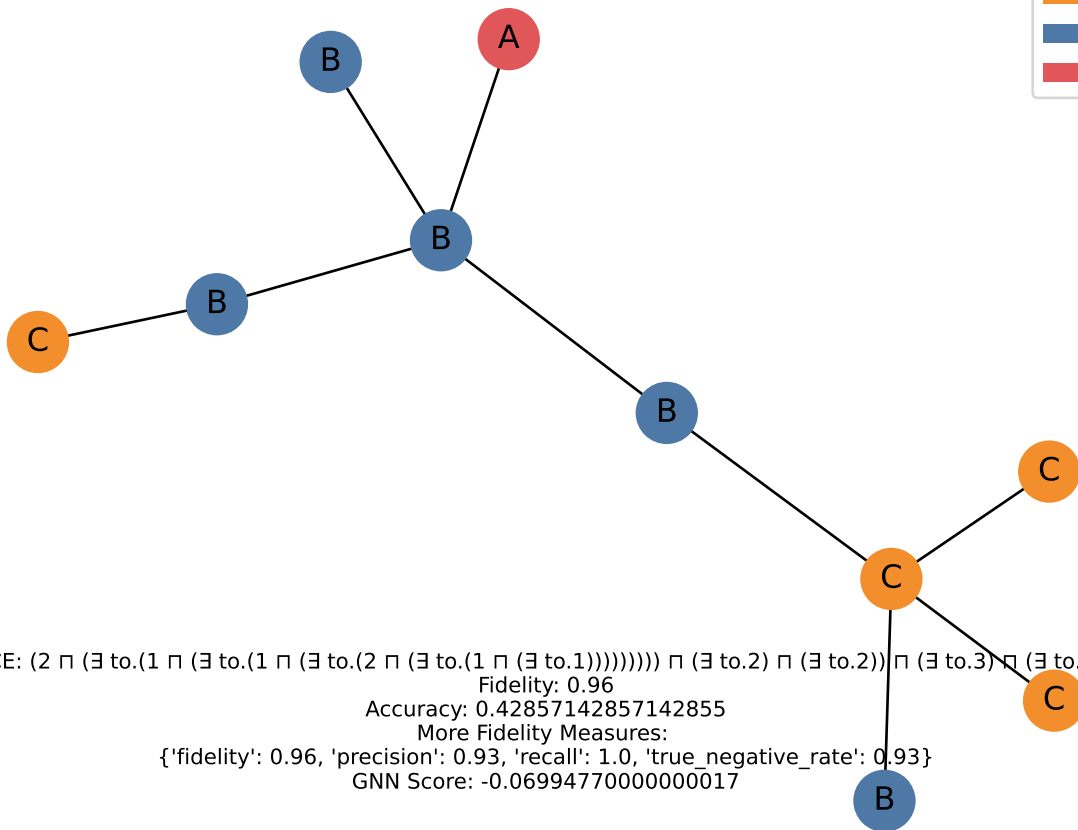 A
B
B
B
C
B
C
C
C
B
CE: (2 ⊓ (∃ to.(1 ⊓ (∃ to.(1 ⊓ (∃ to.(2 ⊓ (∃ to.(1 ⊓ (∃ to.1))))))))) ⊓ (∃ to.2) ⊓ (∃ to.2)) ⊓ (∃ to.3) ⊓ (∃ to.
Fidelity: 0.96
Accuracy: 0.42857142857142855
More Fidelity Measures:
{'fidelity': 0.96, 'precision': 0.93, 'recall': 1.0, 'true_negative_rate': 0.93}
GNN Score: -0.06994770000000017